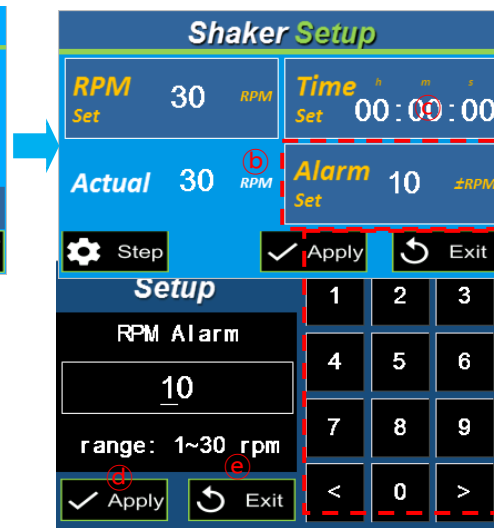 Shaker Setup
RPM Set 30 RPM
Time Set h m s 00:00:00
ⓒ
ⓑ
Actual 30 RPM
Alarm Set 10 ±RPM
Step Apply Exit
Setup
RPM Alarm
10
range: 1~30 rpm
ⓓ ⓔ
Apply Exit
1 2 3
4 5 6
7 8 9
< 0 >